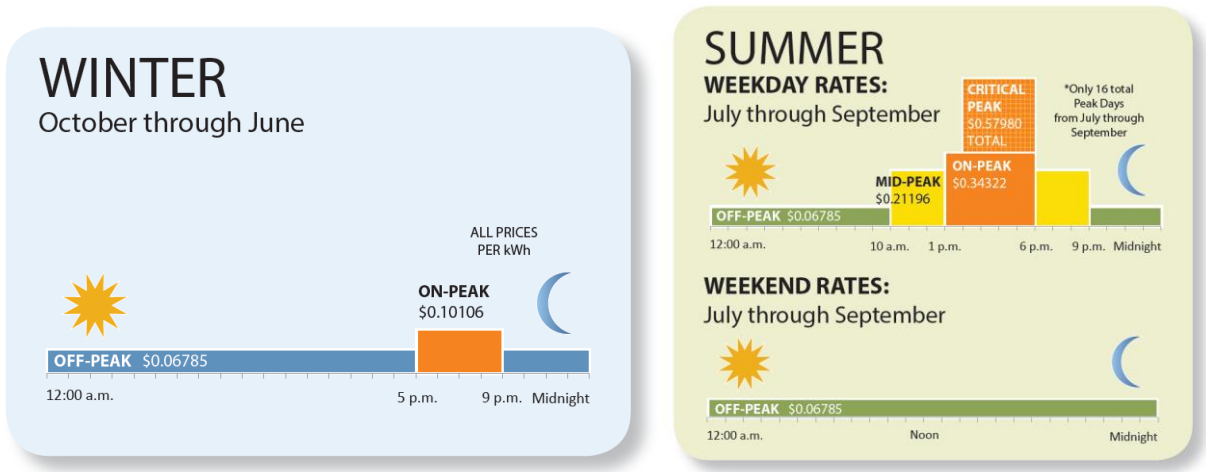 WINTER
October through June
ALL PRICES
PER kWh
ON-PEAK
$0.10106
OFF-PEAK $0.06785
12:00 a.m. 5 p.m. 9 p.m. Midnight
SUMMER
WEEKDAY RATES:
July through September
CRITICAL
PEAK
$0.57980
TOTAL
*Only 16 total
Peak Days
from July through
September
MID-PEAK
$0.21196
ON-PEAK
$0.34322
OFF-PEAK $0.06785
12:00 a.m. 10 a.m. 1 p.m. 6 p.m. 9 p.m. Midnight
WEEKEND RATES:
July through September
OFF-PEAK $0.06785
12:00 a.m. Noon Midnight